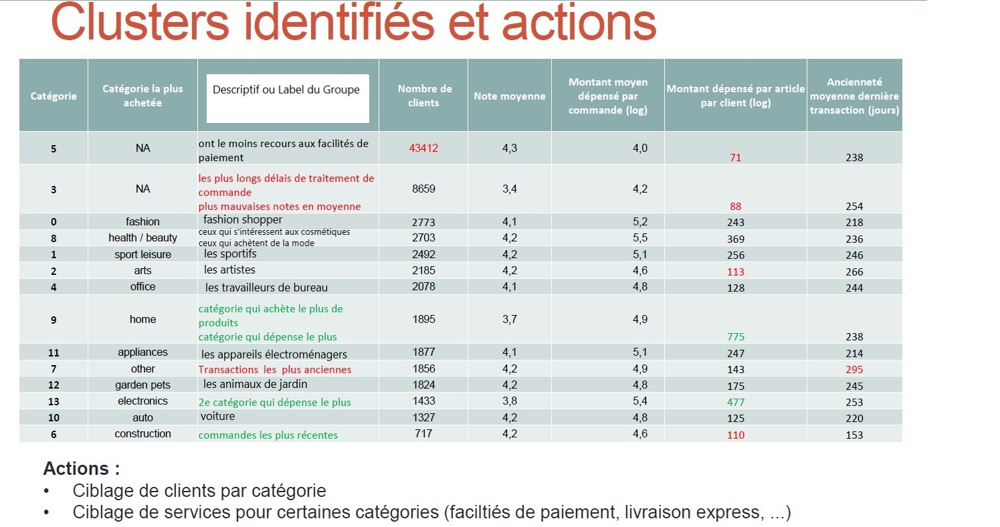 Clusters identifiés et actions
Catégorie
Catégorie la plus
achetée
Descriptif ou Label du Groupe
Nombre de
clients
Note moyenne
Montant moyen
dépensé par
commande (log)
Montant dépensé par article
par client (log)
Ancienneté
moyenne dernière
transaction (jours)
5 NA ont le moins recours aux facilités de
paiement 43412 4,3 4,0 71 238
3 NA les plus longs délais de traitement de
commande
plus mauvaises notes en moyenne 8659 3,4 4,2 88 254
0 fashion fashion shopper 2773 4,1 5,2 243 218
8 health / beauty ceux qui s'intéressent aux cosmétiques
ceux qui achètent de la mode 2703 4,2 5,5 369 236
1 sport leisure les sportifs 2492 4,2 5,1 256 246
2 arts les artistes 2185 4,2 4,6 113 266
4 office les travailleurs de bureau 2078 4,1 4,8 128 244
9 home catégorie qui achète le plus de
produits
catégorie qui dépense le plus 1895 3,7 4,9 775 238
11 appliances les appareils électroménagers 1877 4,1 5,1 247 214
7 other Transactions les plus anciennes 1856 4,2 4,9 143 295
12 garden pets les animaux de jardin 1824 4,2 4,8 175 245
13 electronics 2e catégorie qui dépense le plus 1433 3,8 5,4 477 253
10 auto voiture 1327 4,2 4,8 125 220
6 construction commandes les plus récentes 717 4,2 4,6 110 153
Actions :
• Ciblage de clients par catégorie
• Ciblage de services pour certaines catégories (faciltiés de paiement, livraison express, ...)